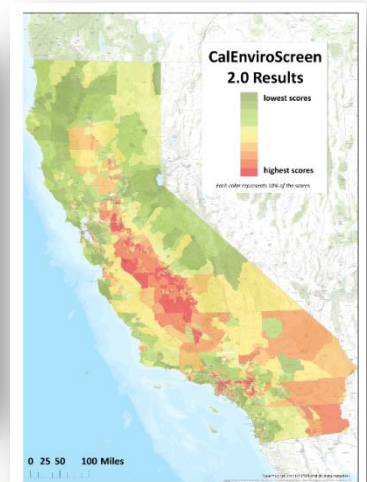 CalEnviroScreen
2.0 Results
lowest scores
highest scores
Each color represents 10% of the scores
0 25 50 100 Miles